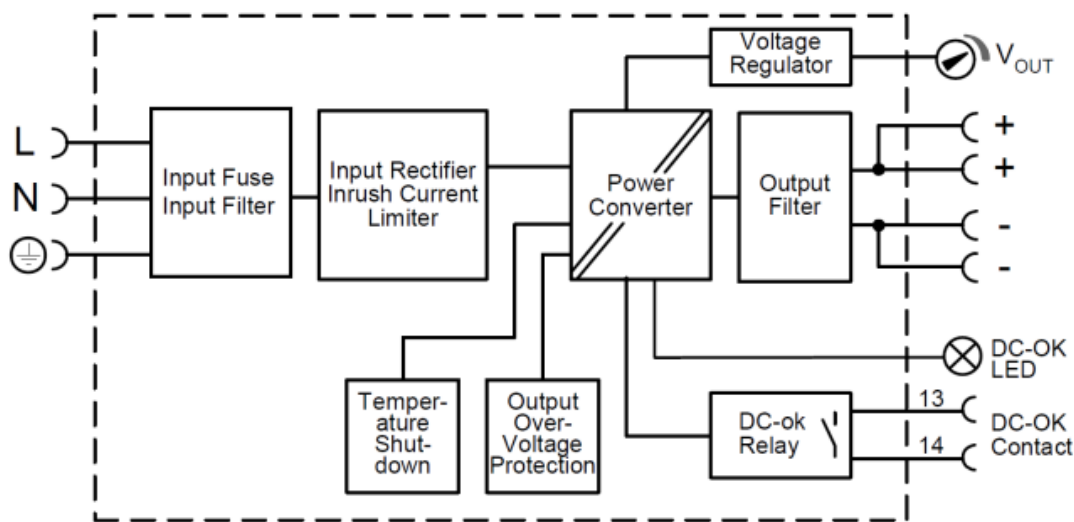 Voltage
Regulator
VOUT
L
N
Input Fuse
Input Filter
Input Rectifier
Inrush Current
Limiter
Power
Converter
Output
Filter
+
+
-
-
Temper-
ature
Shut-
down
Output
Over-
Voltage
Protection
DC-ok
Relay
DC-OK
LED
13
14
DC-OK
Contact